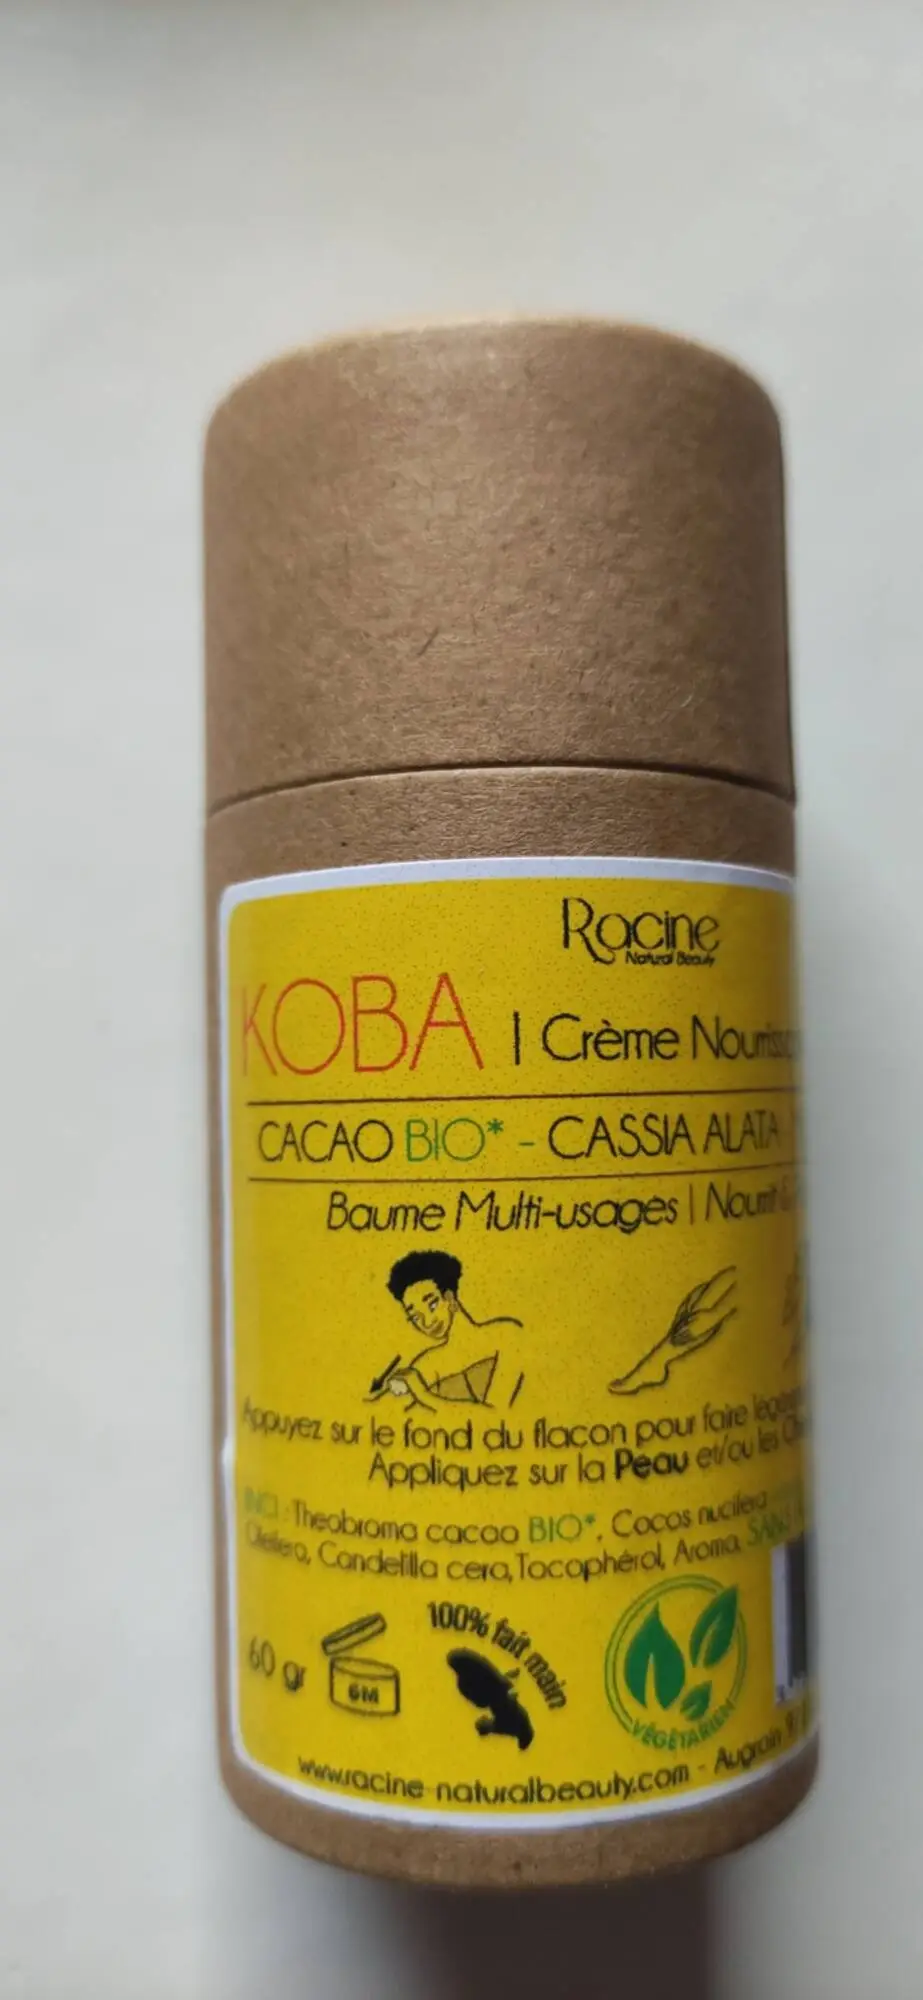 Racine
Natural Beauty
KOBA | Crème
CACAO BIO* - CASSIA ALATA
Baume Multi-usages | Nourrit
Appuyez sur le fond du flacon pour faire
Appliquez sur la Peau et/ou les
INCI : Theobroma cacao BIO*, Cocos nucifera
Candelilla cera, Tocophérol, Aroma, SANS
60 gr
6M
100% fait main
VÉGÉTARIEN
www.racine-naturalbeauty.com - Augrain